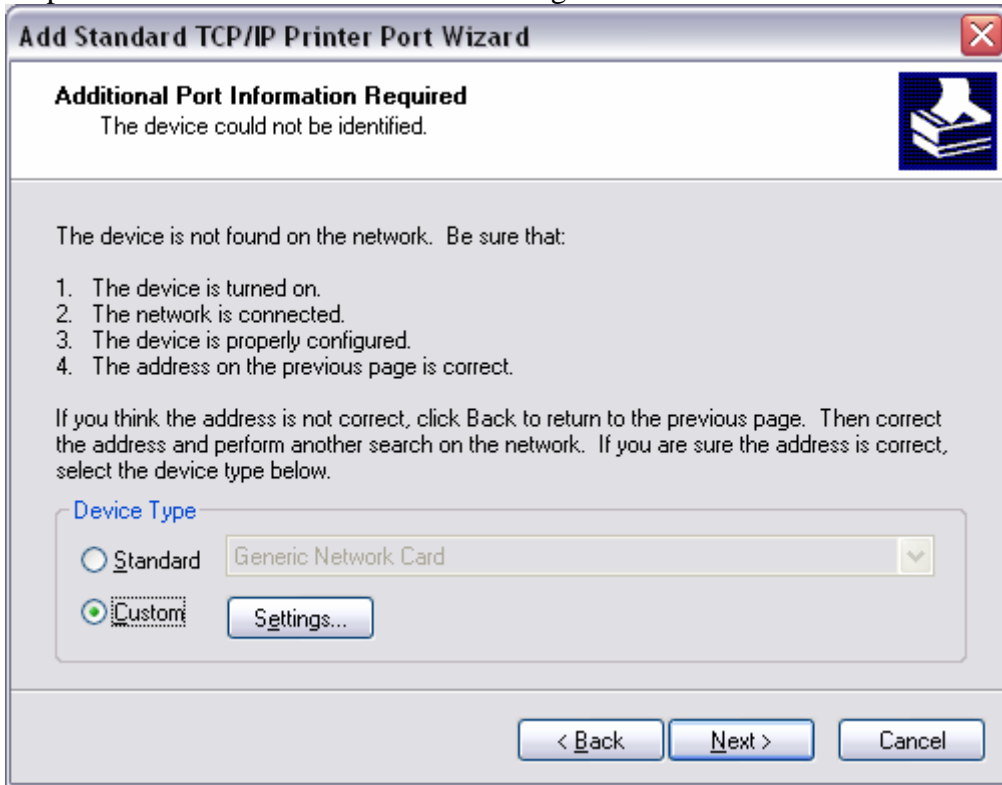 Add Standard TCP/IP Printer Port Wizard
Additional Port Information Required
The device could not be identified.
The device is not found on the network. Be sure that:
1. The device is turned on.
2. The network is connected.
3. The device is properly configured.
4. The address on the previous page is correct.
If you think the address is not correct, click Back to return to the previous page. Then correct
the address and perform another search on the network. If you are sure the address is correct,
select the device type below.
Device Type
Standard Generic Network Card
Custom Settings...
< Back Next > Cancel